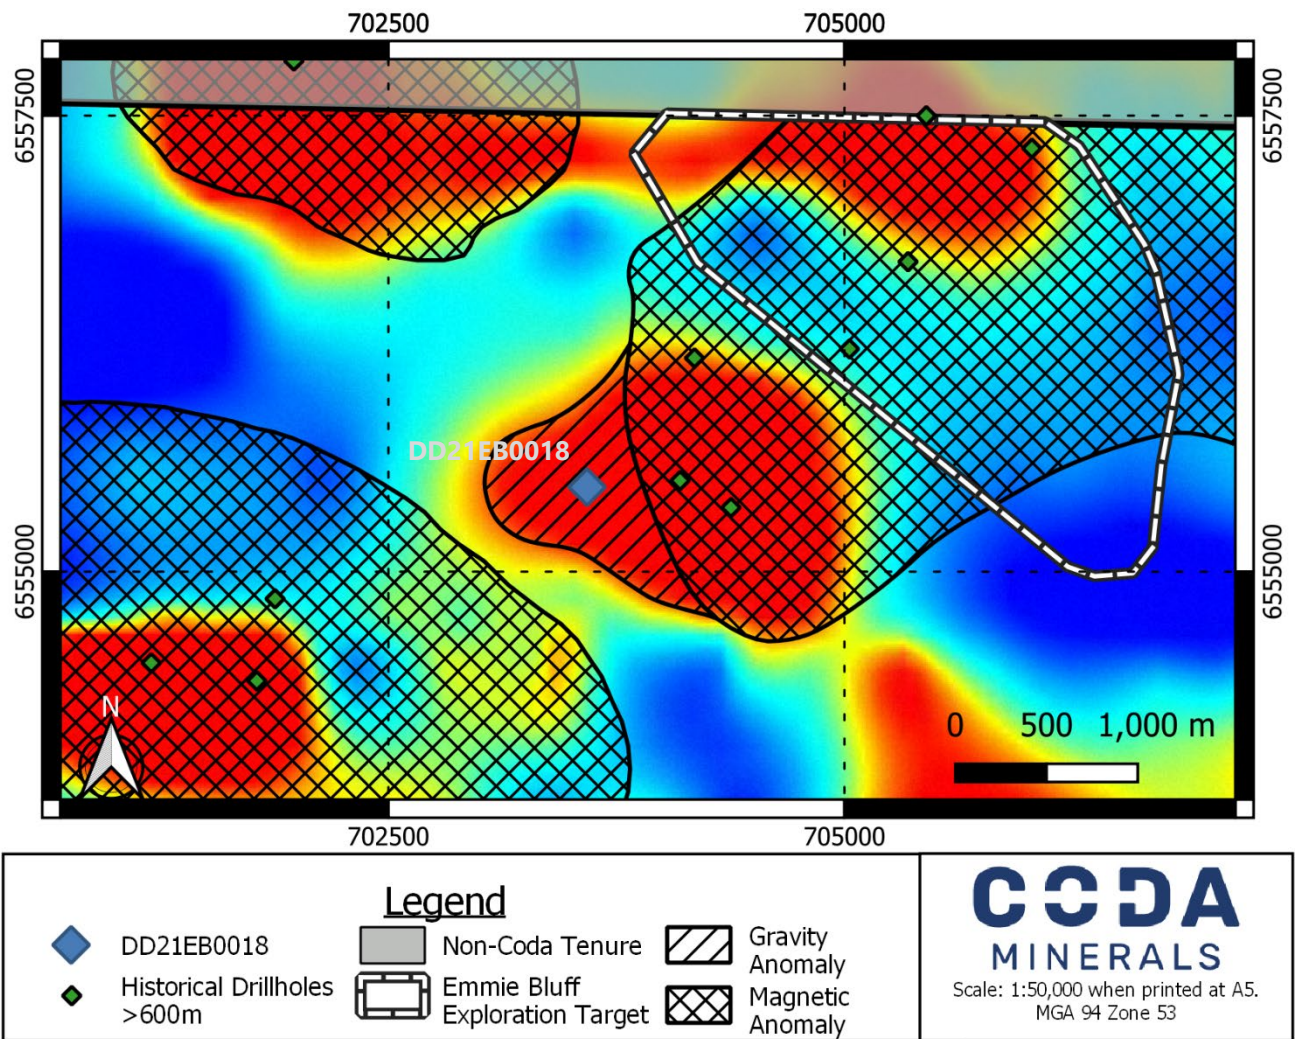 702500 705000
6557500 6557500
DD21EB0018
6555000 6555000
N
0 500 1,000 m
702500 705000
Legend
DD21EB0018
Historical Drillholes
>600m
Non-Coda Tenure
Emmie Bluff
Exploration Target
Gravity
Anomaly
Magnetic
Anomaly
CODA
MINERALS
Scale: 1:50,000 when printed at A5.
MGA 94 Zone 53